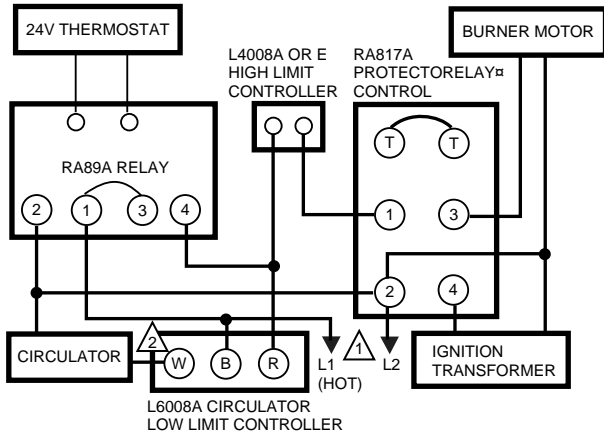 24V THERMOSTAT
BURNER MOTOR
L4008A OR E
HIGH LIMIT
CONTROLLER
RA817A
PROTECTORELAY¤
CONTROL
T T
RA89A RELAY
2 1 3 4
1 3
2 4
CIRCULATOR
2
W B R
L1
(HOT)
1
L2
IGNITION
TRANSFORMER
L6008A CIRCULATOR
LOW LIMIT CONTROLLER